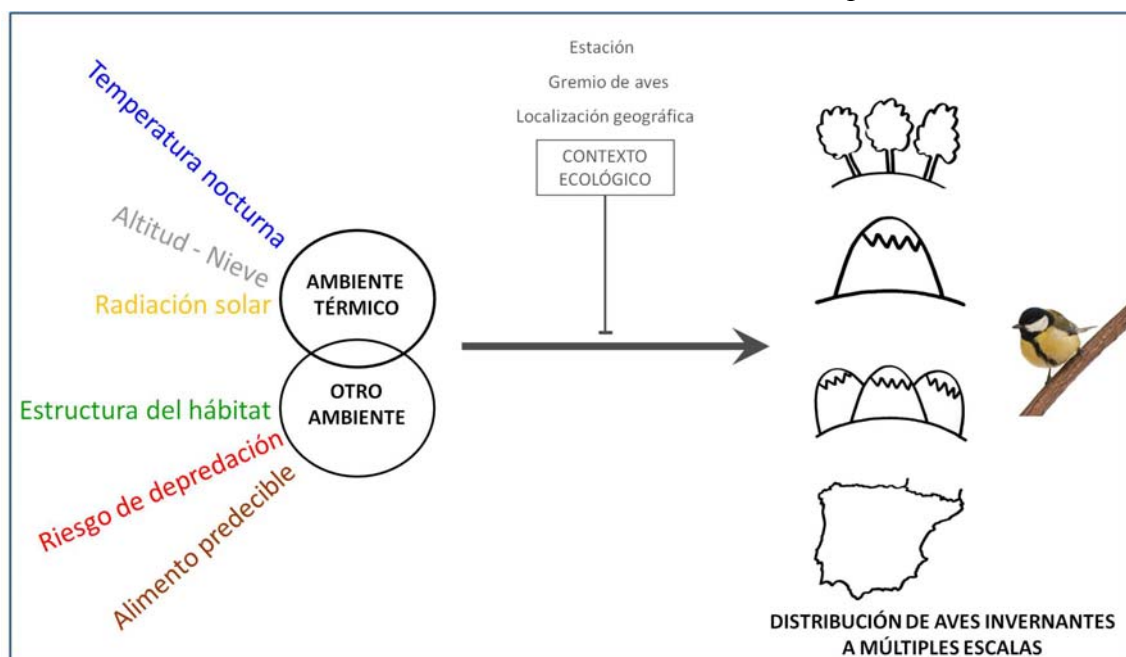 Temperatura nocturna
Altitud - Nieve
Radiación solar
Estructura del hábitat
Riesgo de depredación
Alimento predecible
AMBIENTE
TÉRMICO
OTRO
AMBIENTE
Estación
Gremio de aves
Localización geográfica
CONTEXTO
ECOLÓGICO
DISTRIBUCIÓN DE AVES INVERNANTES
A MÚLTIPLES ESCALAS